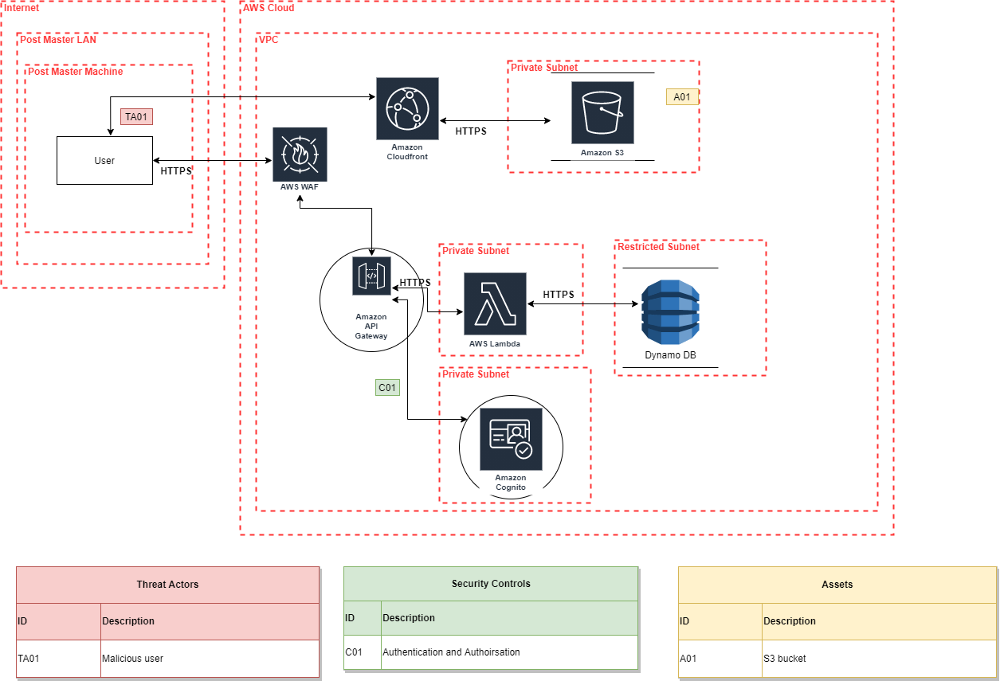 Internet
AWS Cloud
Post Master LAN
VPC
Post Master Machine
Private Subnet
TA01
A01
HTTPS
Amazon
Cloudfront
Amazon S3
User
HTTPS
AWS WAF
Private Subnet
Restricted Subnet
HTTPS
HTTPS
Amazon
API
Gateway
AWS Lambda
Dynamo DB
Private Subnet
C01
Amazon
Cognito
Threat Actors
ID Description
TA01 Malicious user
Security Controls
ID Description
C01 Authentication and Authoirsation
Assets
ID Description
A01 S3 bucket